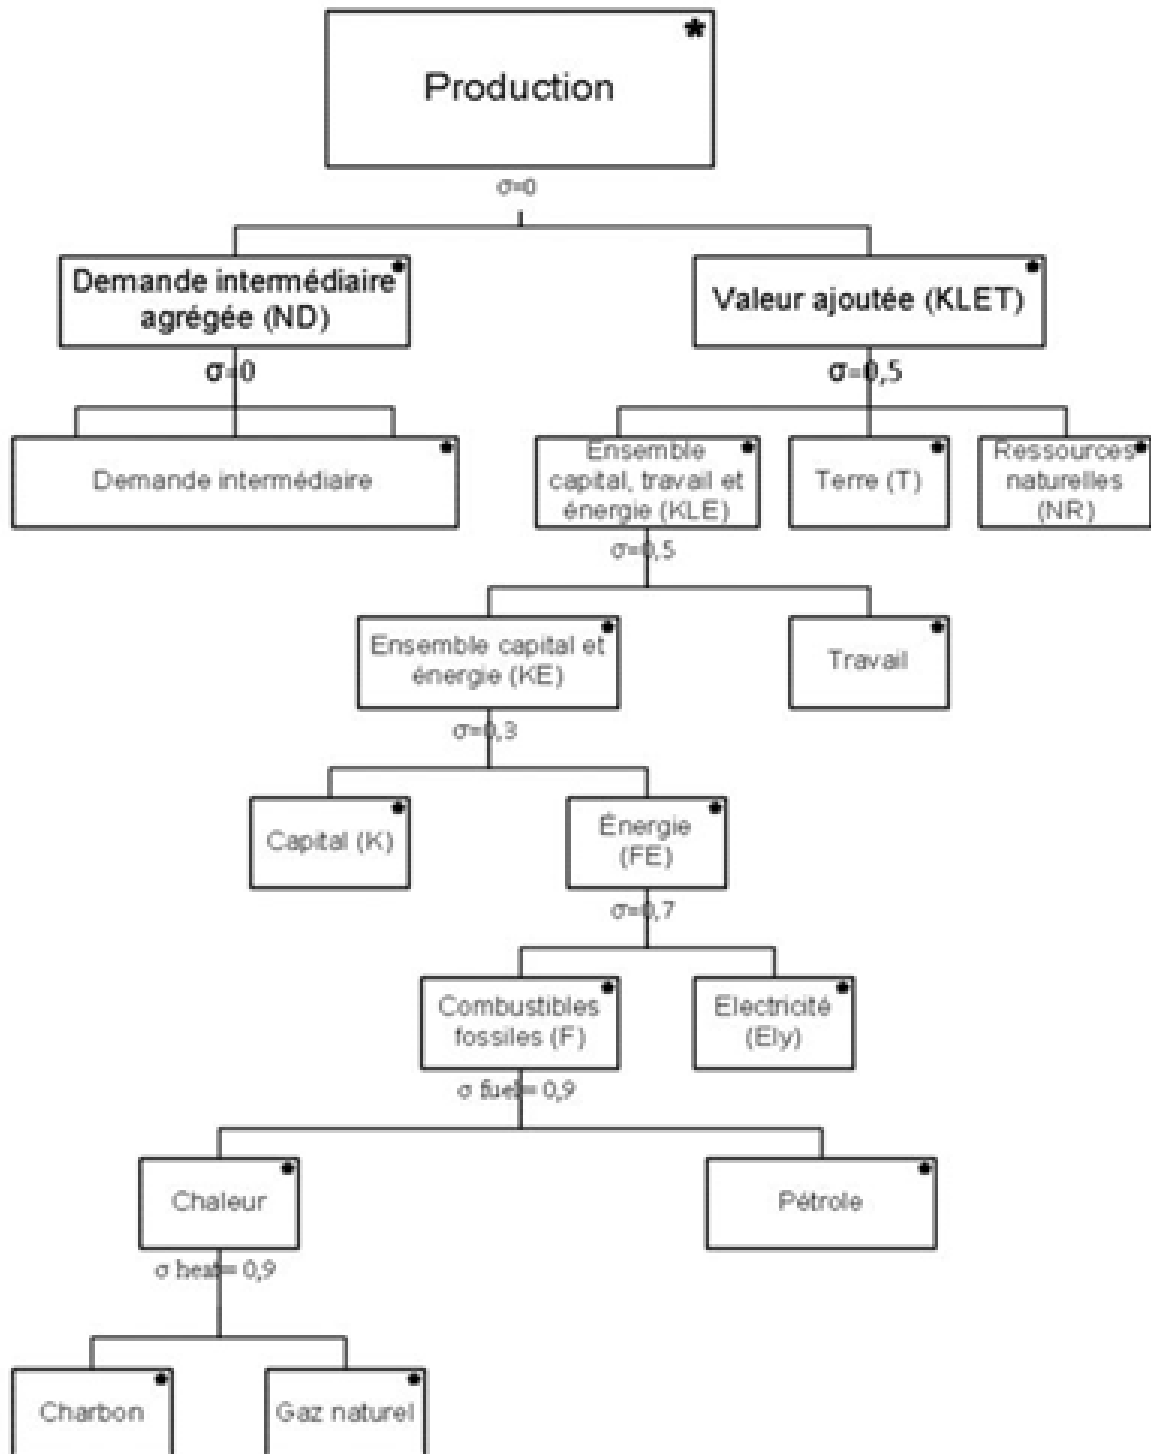 *
Production
σ=0
Demande intermédiaire
agrégée (ND)
Valeur ajoutée (KLET)
σ=0
σ=0,5
Demande intermédiaire
Ensemble
capital, travail et
énergie (KLE)
Terre (T)
Ressources
naturelles
(NR)
σ=0,5
Ensemble capital et
énergie (KE)
Travail
σ=0,3
Capital (K)
Énergie
(FE)
σ=0,7
Combustibles
fossiles (F)
Electricité
(Ely)
σ fuel= 0,9
Chaleur
Pétrole
σ heat= 0,9
Charbon
Gaz naturel